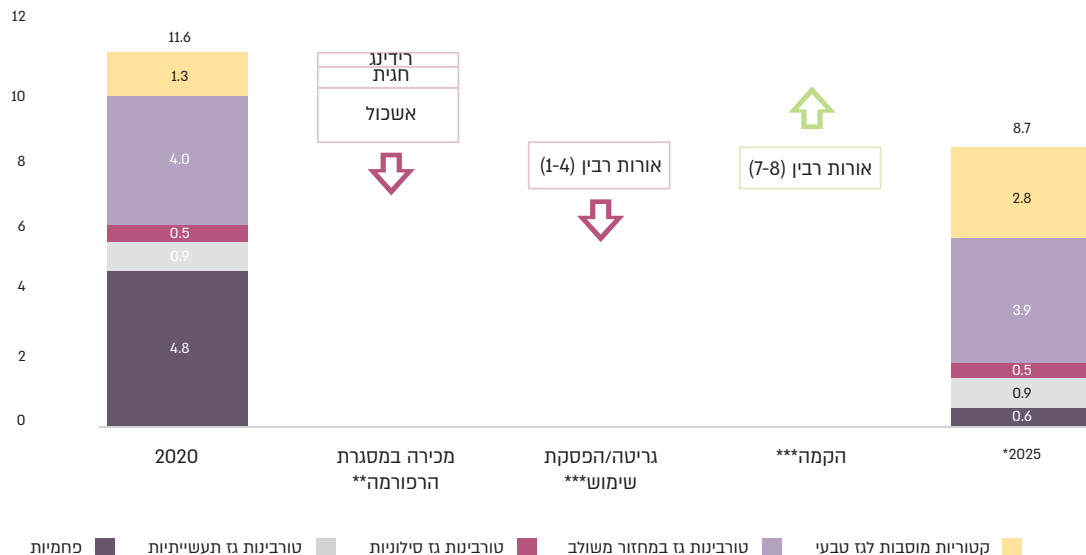 12
10
8
6
4
2
0
11.6
1.3
4.0
0.5
0.9
4.8
רידינג
חגית
אשכול
אורות רבין (1-4)
אורות רבין (7-8)
8.7
2.8
3.9
0.5
0.9
0.6
2020
מכירה במסגרת
הרפורמה**
גריטה/הפסקת
שימוש***
הקמה***
*2025
פחמיות
טורבינות גז תעשייתיות
טורבינות גז סילוניות
טורבינות גז במחזור משולב
קטוריות מוסבות לגז טבעי